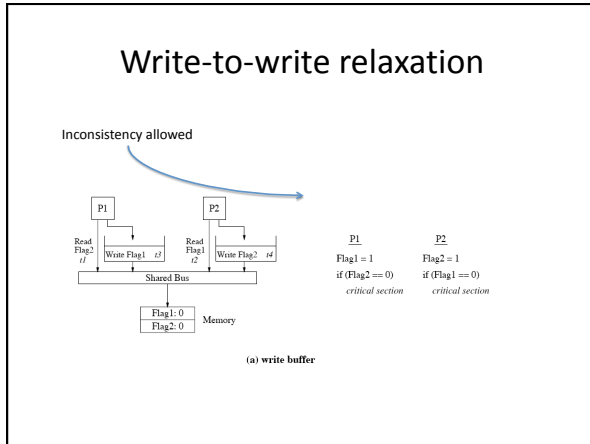 Write-to-write relaxation
Inconsistency allowed
P1
P2
Read
Flag2
t1
Write Flag1 t3
Read
Flag1
t2
Write Flag2 t4
Shared Bus
Flag1: 0
Flag2: 0
Memory
P1 P2
Flag1 = 1 Flag2 = 1
if (Flag2 == 0) if (Flag1 == 0)
critical section critical section
(a) write buffer